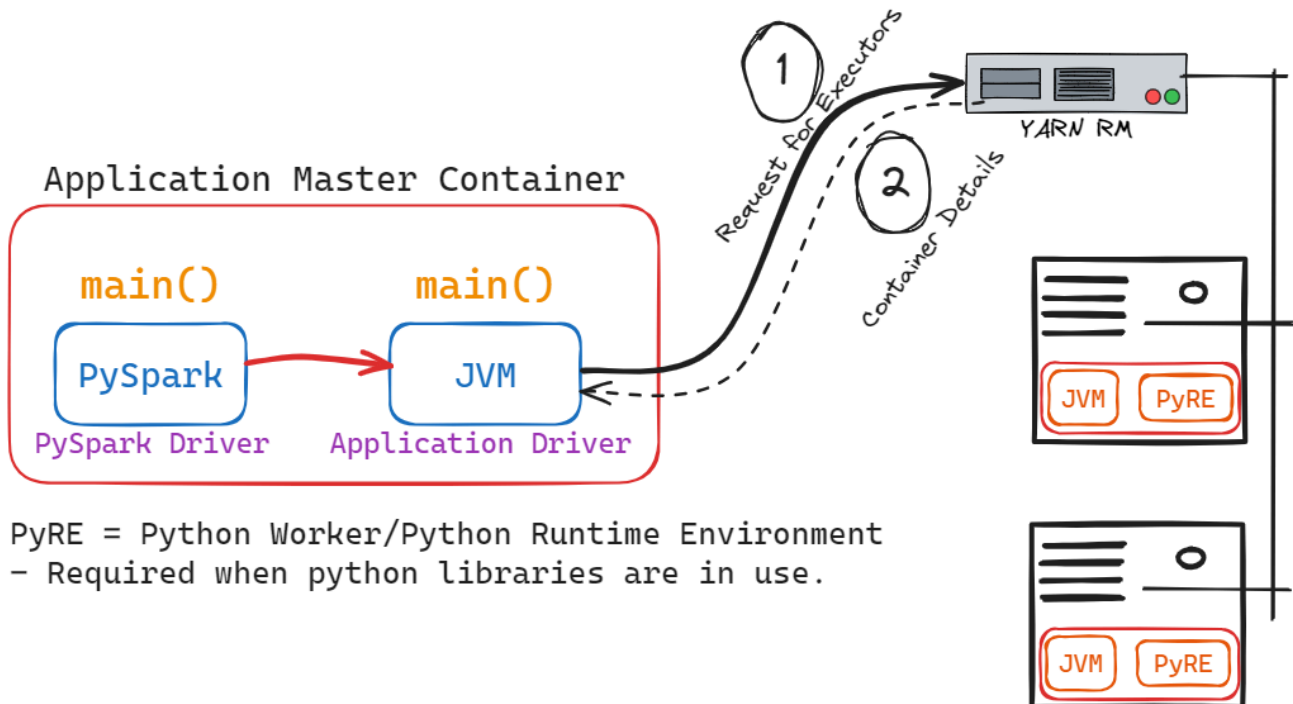 1
Request for Executors
YARN RM
2
Container Details
Application Master Container
main()
main()
PySpark
JVM
PySpark Driver
Application Driver
JVM
PyRE
PyRE = Python Worker/Python Runtime Environment
– Required when python libraries are in use.
JVM
PyRE